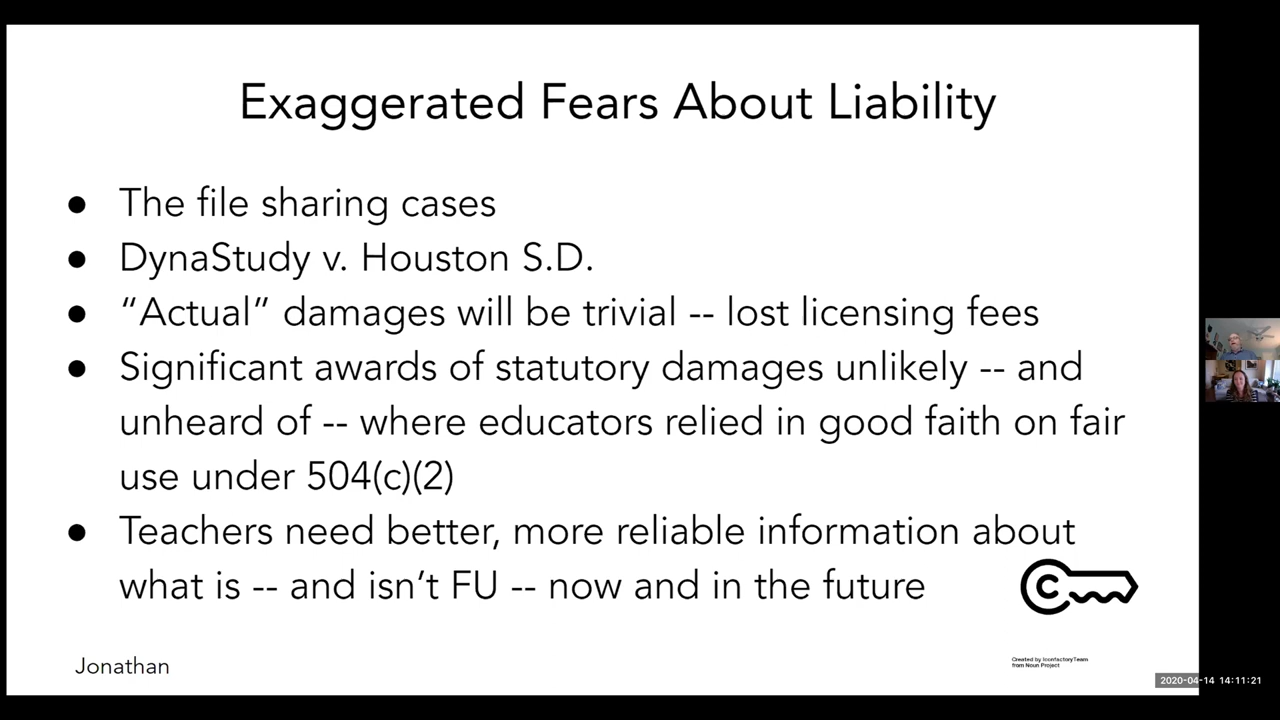 Exaggerated Fears About Liability
● The file sharing cases
● DynaStudy v. Houston S.D.
● “Actual” damages will be trivial -- lost licensing fees
● Significant awards of statutory damages unlikely -- and
unheard of -- where educators relied in good faith on fair
use under 504(c)(2)
● Teachers need better, more reliable information about
what is -- and isn’t FU -- now and in the future
C
Jonathan
Created by IconfactoryTeam
from Noun Project
2020-04-14 14:11:21